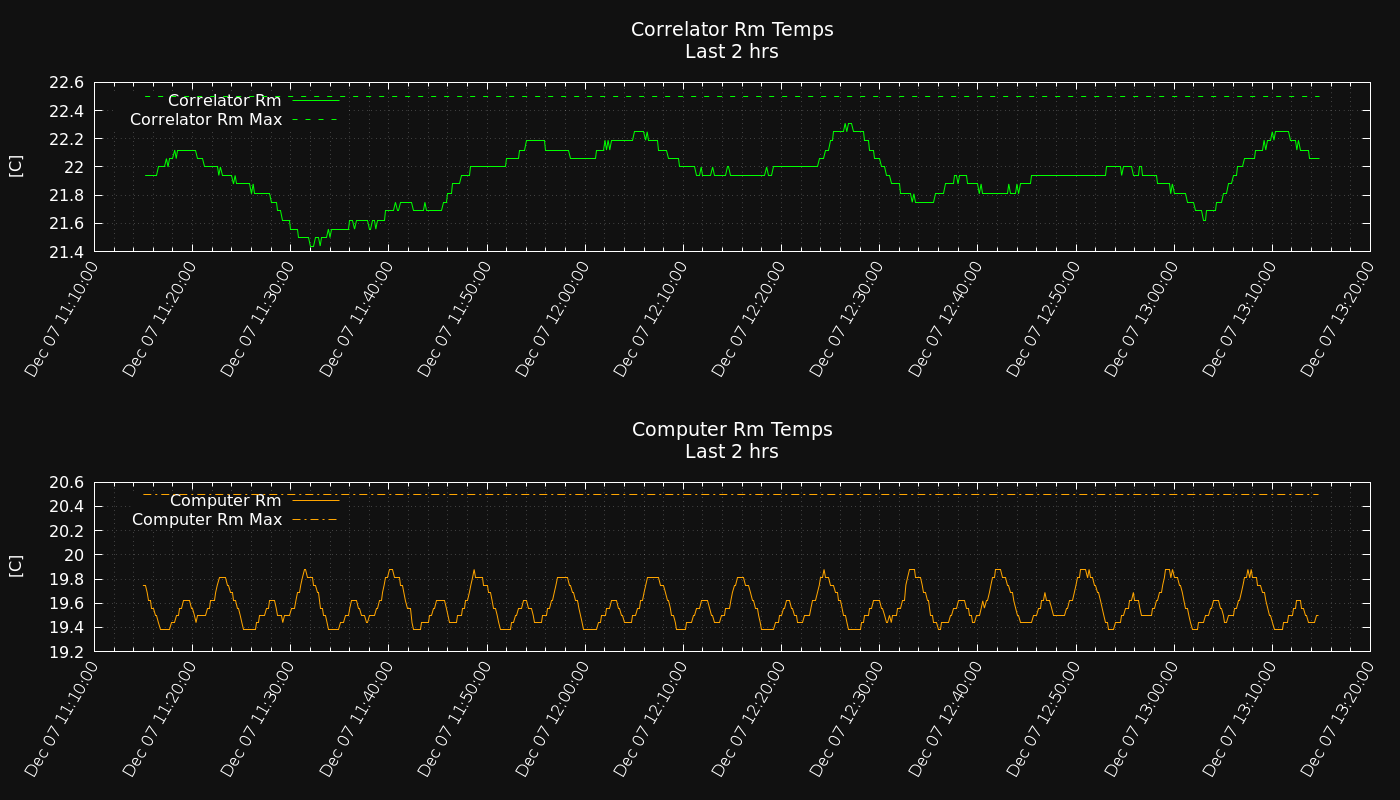 Correlator Rm Temps
Last 2 hrs
22.6
22.4
22.2
22
21.8
21.6
21.4
[C]
Correlator Rm
Correlator Rm Max
Dec 07 11:10:00
Dec 07 11:20:00
Dec 07 11:30:00
Dec 07 11:40:00
Dec 07 11:50:00
Dec 07 12:00:00
Dec 07 12:10:00
Dec 07 12:20:00
Dec 07 12:30:00
Dec 07 12:40:00
Dec 07 12:50:00
Dec 07 13:00:00
Dec 07 13:10:00
Dec 07 13:20:00
Computer Rm Temps
Last 2 hrs
20.6
20.4
20.2
20
19.8
19.6
19.4
19.2
[C]
Computer Rm
Computer Rm Max
Dec 07 11:10:00
Dec 07 11:20:00
Dec 07 11:30:00
Dec 07 11:40:00
Dec 07 11:50:00
Dec 07 12:00:00
Dec 07 12:10:00
Dec 07 12:20:00
Dec 07 12:30:00
Dec 07 12:40:00
Dec 07 12:50:00
Dec 07 13:00:00
Dec 07 13:10:00
Dec 07 13:20:00